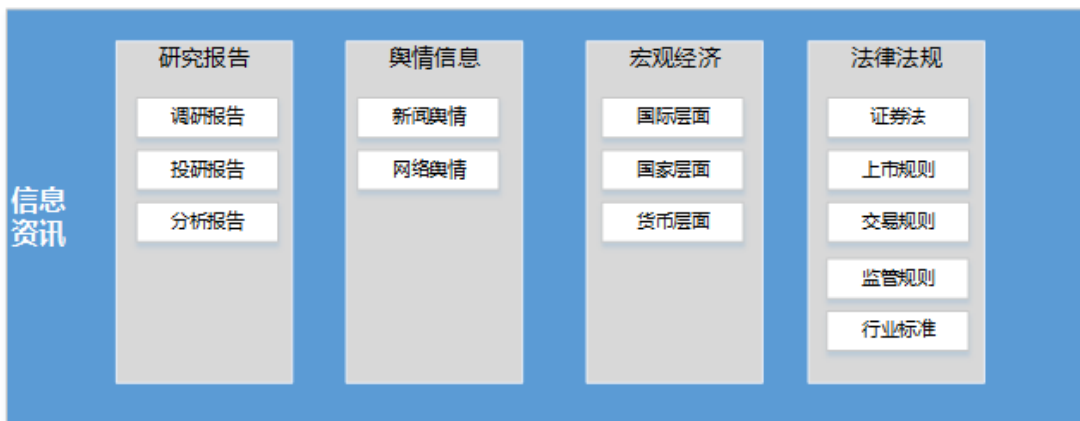 信息
资讯
研究报告
调研报告
投研报告
分析报告
舆情信息
新闻舆情
网络舆情
宏观经济
国际层面
国家层面
货币层面
法律法规
证券法
上市规则
交易规则
监管规则
行业标准